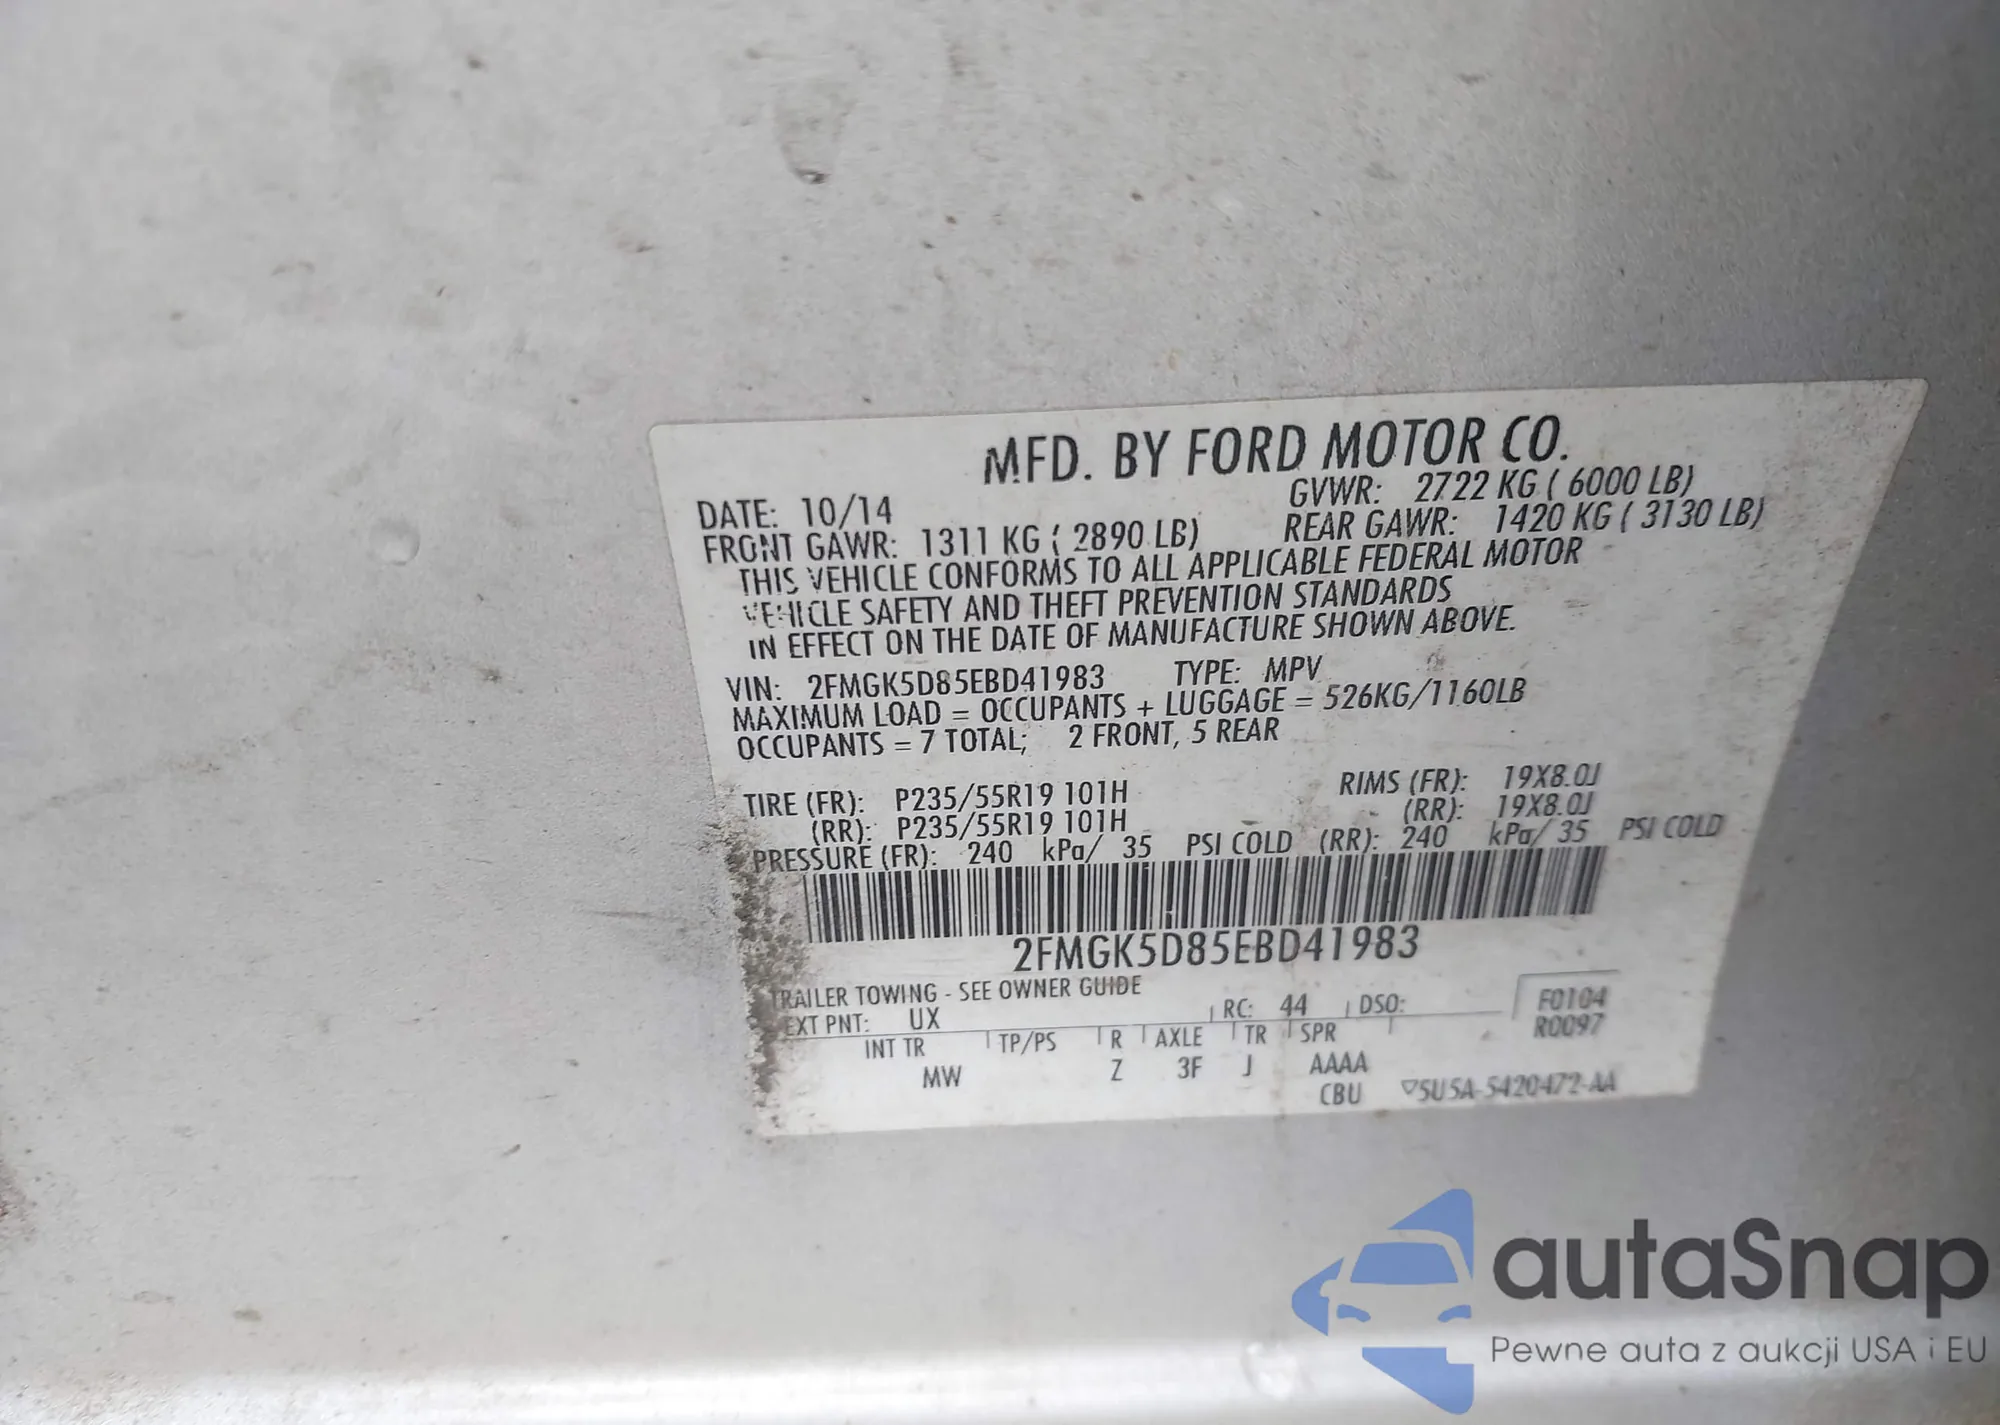 MFD. BY FORD MOTOR CO.
DATE: 10/14 GVWR: 2722 KG ( 6000 LB)
FRONT GAWR: 1311 KG ( 2890 LB) REAR GAWR: 1420 KG ( 3130 LB)
THIS VEHICLE CONFORMS TO ALL APPLICABLE FEDERAL MOTOR
VEHICLE SAFETY AND THEFT PREVENTION STANDARDS
IN EFFECT ON THE DATE OF MANUFACTURE SHOWN ABOVE.
VIN: 2FMGK5D85EBD41983 TYPE: MPV
MAXIMUM LOAD = OCCUPANTS + LUGGAGE = 526KG/1160LB
OCCUPANTS = 7 TOTAL; 2 FRONT, 5 REAR
TIRE (FR): P235/55R19 101H RIMS (FR): 19X8.0J
(RR): P235/55R19 101H (RR): 19X8.0J
PRESSURE (FR): 240 kPa/ 35 PSI COLD (RR): 240 kPa/ 35 PSI COLD
2FMGK5D85EBD41983
TRAILER TOWING - SEE OWNER GUIDE
EXT PNT: UX RC: 44 DSO: F0104
R0097
INT TR TP/PS R AXLE TR SPR
MW Z 3F J AAAA
CBU 5U5A-5420472-AA
autaSnap
Pewne auta z aukcji USA i EU